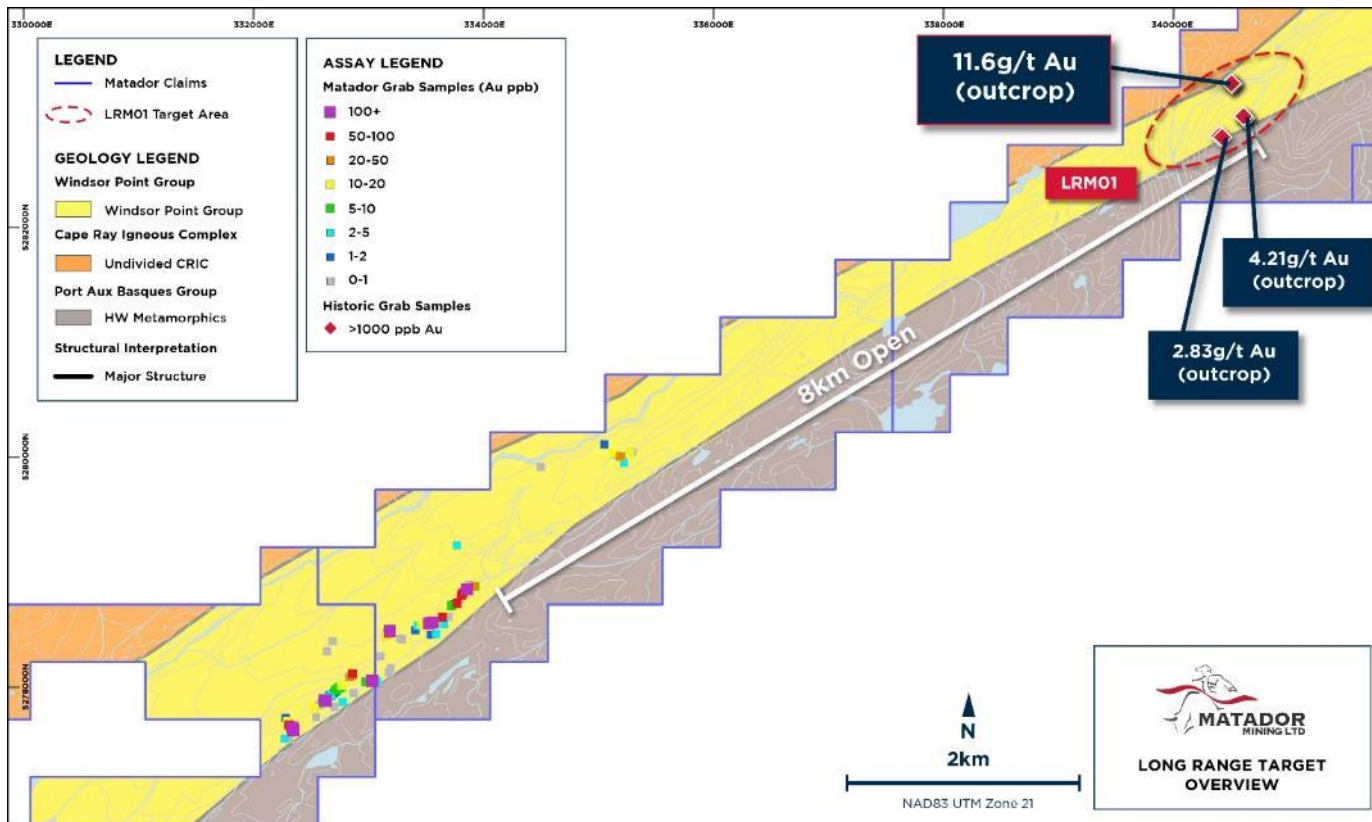 330000E
332000E
334000E
336000E
338000E
340000E
LEGEND
Matador Claims
LRM01 Target Area
GEOLOGY LEGEND
Windsor Point Group
Windsor Point Group
Cape Ray Igneous Complex
Undivided CRIC
Port Aux Basques Group
HW Metamorphics
Structural Interpretation
Major Structure
ASSAY LEGEND
Matador Grab Samples (Au ppb)
100+
50-100
20-50
10-20
5-10
2-5
1-2
0-1
Historic Grab Samples
>1000 ppb Au
11.6g/t Au
(outcrop)
LRM01
4.21g/t Au
(outcrop)
2.83g/t Au
(outcrop)
8km Open
5282000N
5280000N
5278000N
N
2km
NAD83 UTM Zone 21
MATADOR
MINING LTD
LONG RANGE TARGET
OVERVIEW